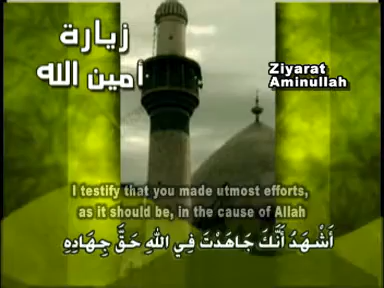 زيارة
أمين الله
Ziyarat
Aminullah
I testify that you made utmost efforts,
as it should be, in the cause of Allah
أَشْهَدُ أَنَّكَ جَاهَدْتَ فِي اللَّهِ حَقَّ جِهَادِهِ